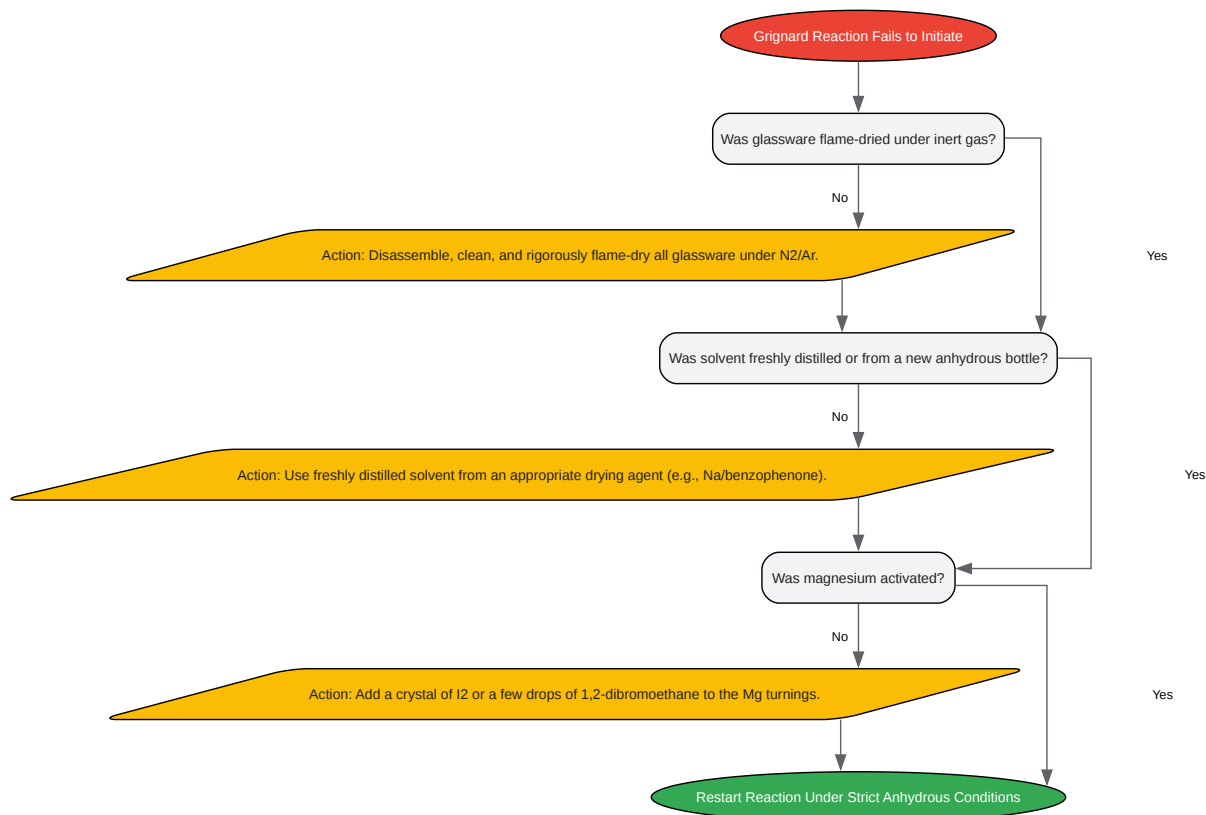 Grignard Reaction Fails to Initiate
Was glassware flame-dried under inert gas?
No
Action: Disassemble, clean, and rigorously flame-dry all glassware under N2/Ar.
Yes
Was solvent freshly distilled or from a new anhydrous bottle?
No
Action: Use freshly distilled solvent from an appropriate drying agent (e.g., Na/benzophenone).
Yes
Was magnesium activated?
No
Action: Add a crystal of I2 or a few drops of 1,2-dibromoethane to the Mg turnings.
Yes
Restart Reaction Under Strict Anhydrous Conditions